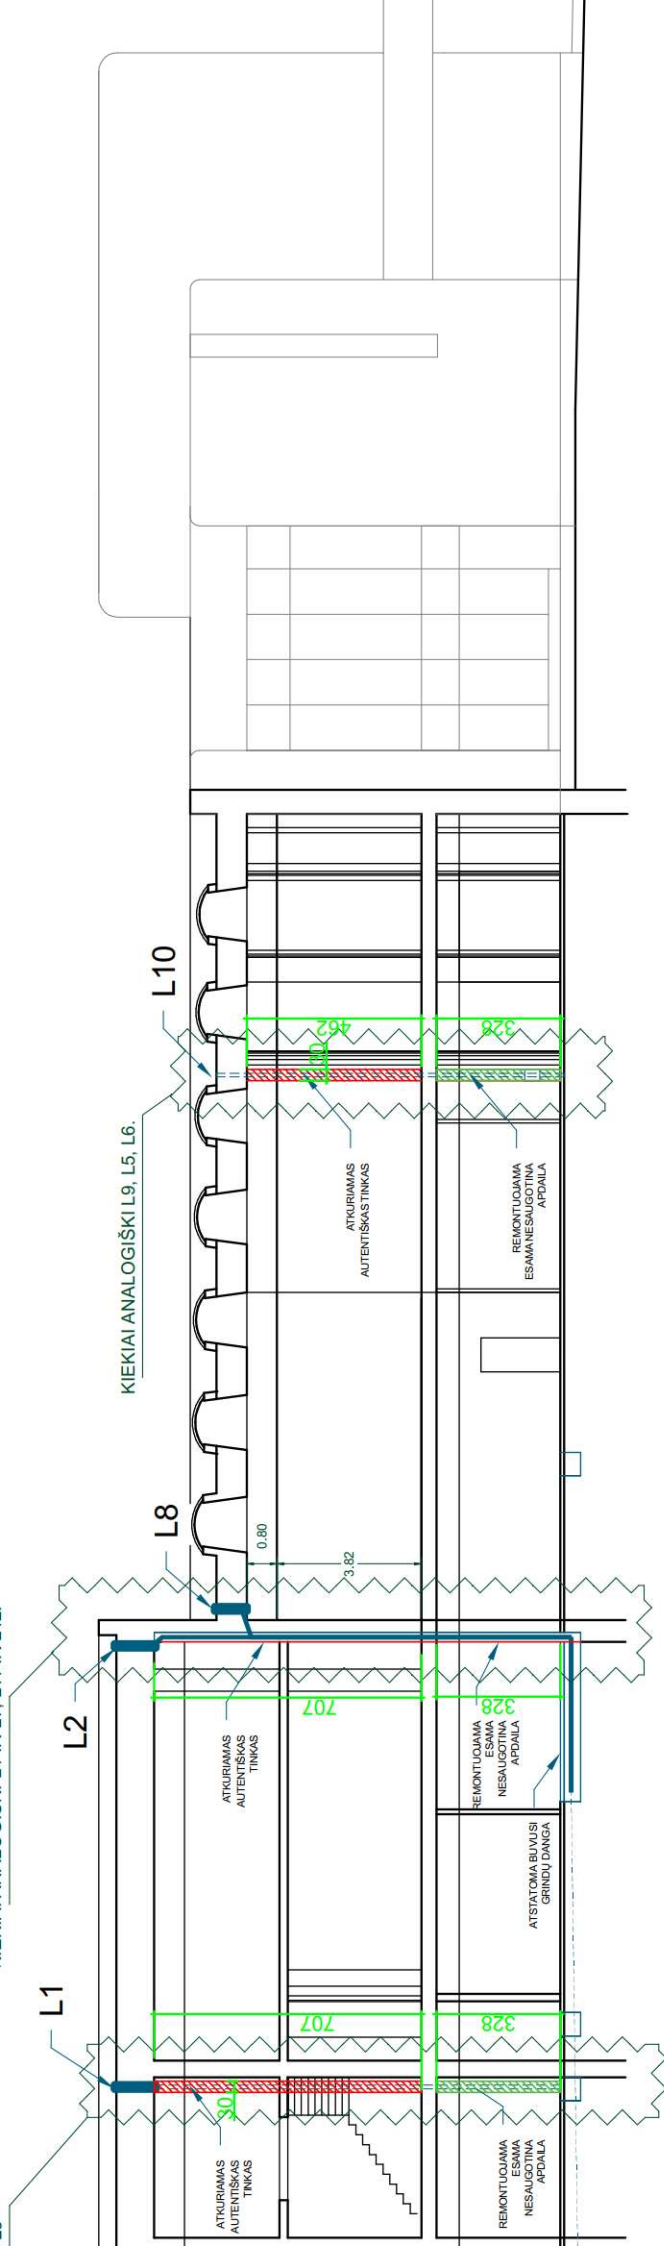 L10
462
328
30
KIEKIAI ANALOGIŠKI L9, L5, L6.
ATKURIAMAS
AUTENTIŠKAS TINKAS
REMONTUOJAMA
ESAMA NESAUGOTINA
APDAILA
L8
0.80
3.82
L2
707
328
ATKURIAMAS
AUTENTIŠKAS
TINKAS
REMONTUOJAMA
ESAMA
NESAUGOTINA
APDAILA
ATSTATOMA BUVUSI
GRINDŲ DANGA
L1
707
328
30
ATKURIAMAS
AUTENTIŠKAS
TINKAS
REMONTUOJAMA
ESAMA
NESAUGOTINA
APDAILA